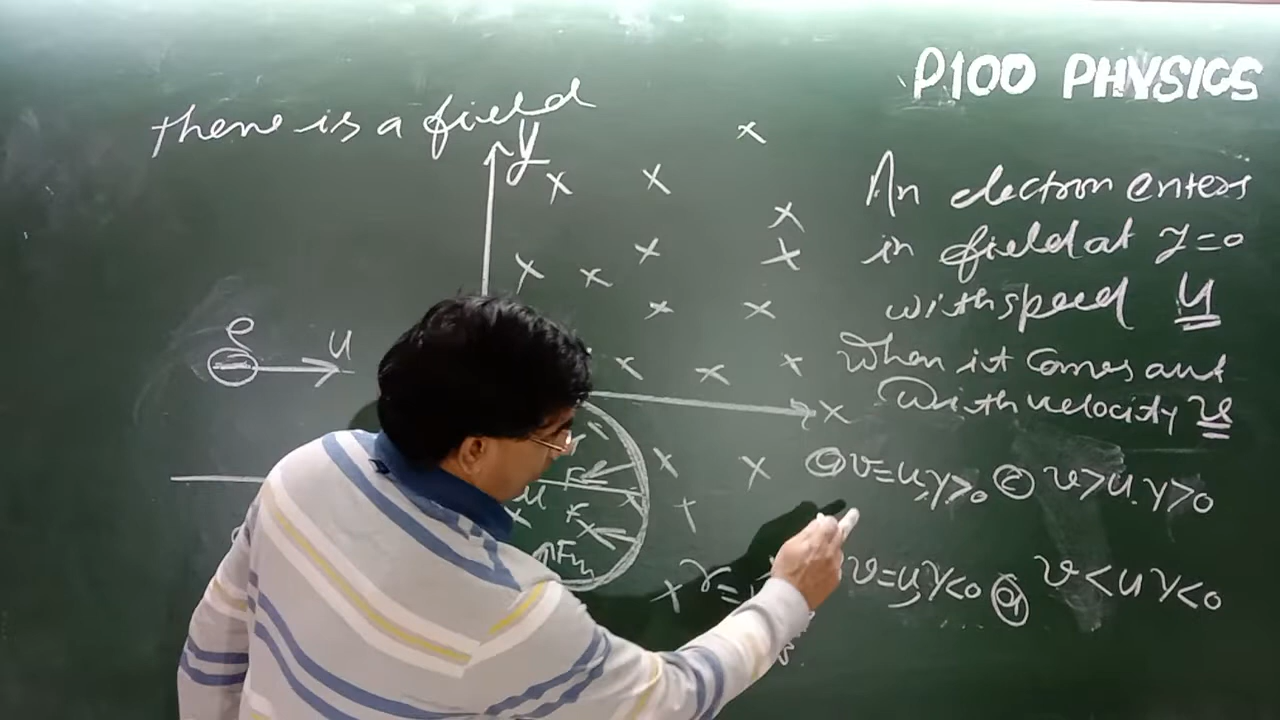 P100 PHYSICS
there is a field
y
An electron enters
in field at y=0
with speed u
e
u
When it comes out
with velocity v
x
v=u, y>0 c v>u y>0
F
u
F
Fm
v=u, y<0 d v<u y<0
r=